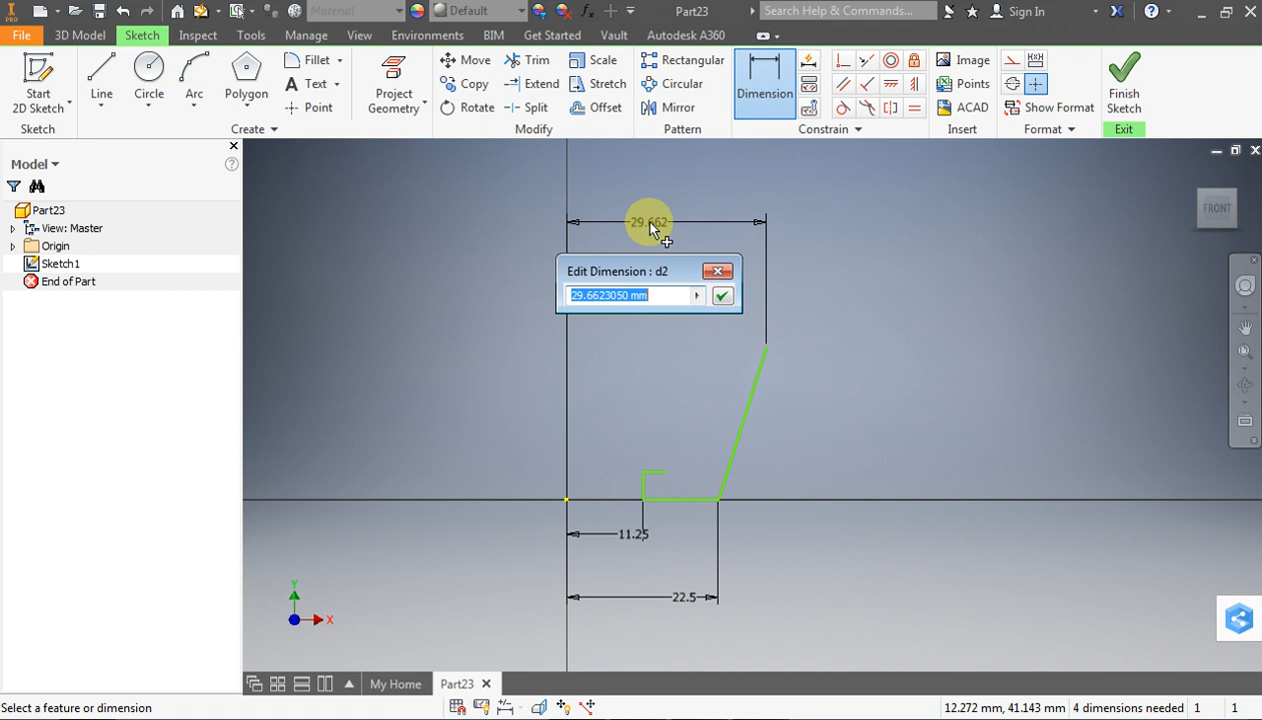 PRO
Material
Default
Part23
Search Help & Commands...
Sign In
File
3D Model
Sketch
Inspect
Tools
Manage
View
Environments
BIM
Get Started
Vault
Autodesk A360
Start
2D Sketch
Line
Circle
Arc
Polygon
Fillet
Text
Point
Project
Geometry
Move
Copy
Rotate
Trim
Extend
Split
Scale
Stretch
Offset
Rectangular
Circular
Mirror
Dimension
Image
Points
ACAD
Show Format
Finish
Sketch
Sketch
Create
Modify
Pattern
Constrain
Insert
Format
Exit
Model
Part23
View: Master
Origin
Sketch1
End of Part
FRONT
29.662
Edit Dimension : d2
29.6623050 mm
11.25
22.5
Y
X
My Home
Part23
Select a feature or dimension
12.272 mm, 41.143 mm
4 dimensions needed
1
1